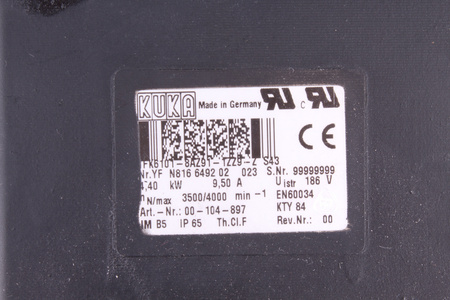 KUKA Made in Germany
1FK6101-8AZ91-1ZZ9-Z S43
Nr.YF N816 6492 02 023 S.Nr. 99999999
4,40 kW 9,50 A U istr 186 V
n N/max 3500/4000 min -1 EN60034
Art.-Nr.: 00-104-897 KTY 84
IM B5 IP 65 Th.Cl.F Rev.Nr.: 00